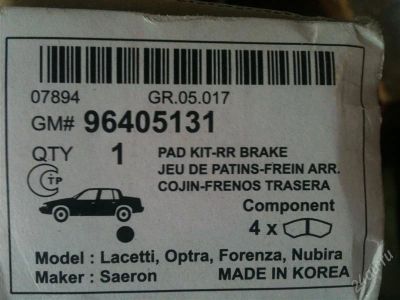 07894 GR.05.017
GM# 96405131
QTY 1 PAD KIT-RR BRAKE
JEU DE PATINS-FREIN ARR.
COJIN-FRENOS TRASERA
CTP
Component
4 x
Model : Lacetti, Optra, Forenza, Nubira
Maker : Saeron MADE IN KOREA